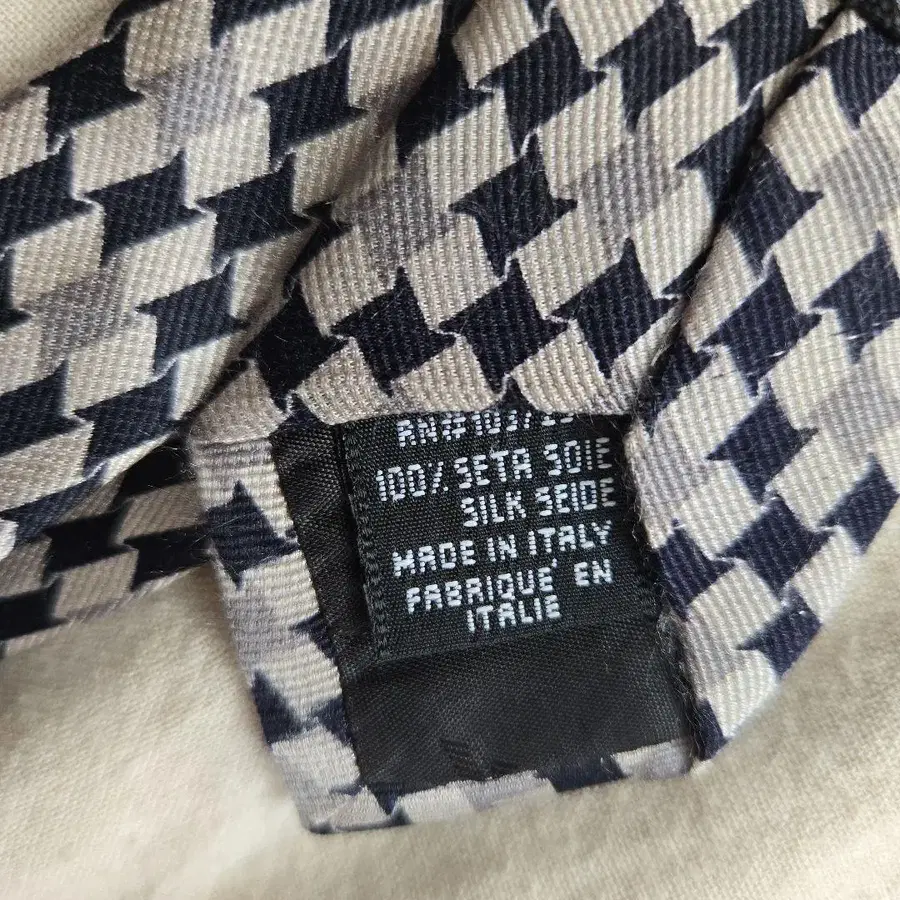 100% SETA SOIE
SILK SEIDE
MADE IN ITALY
FABRIQUE' EN
ITALIE